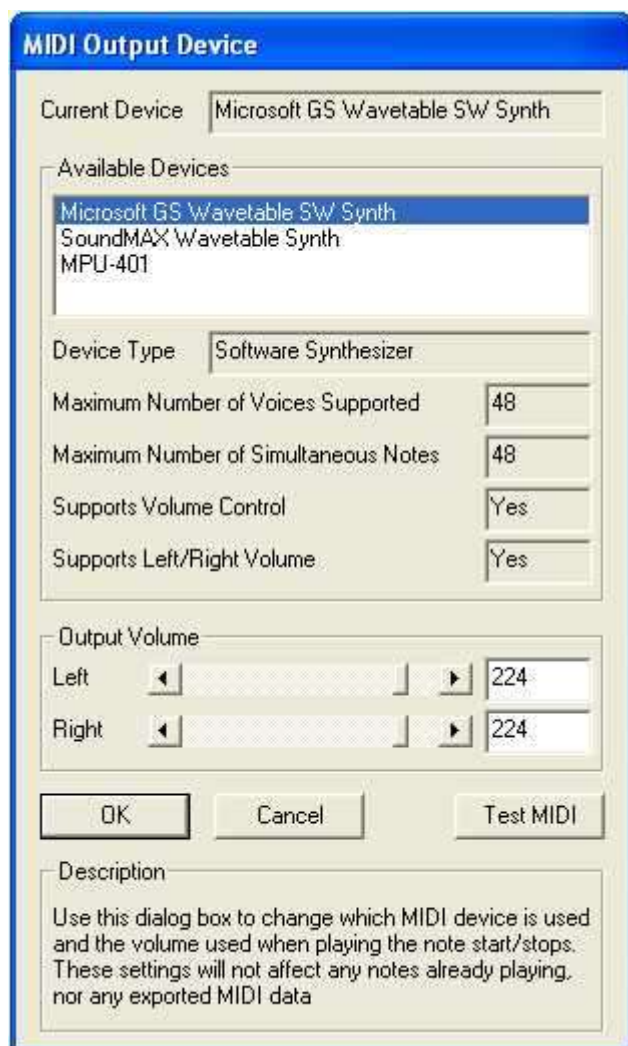 MIDI Output Device
Current Device Microsoft GS Wavetable SW Synth
Available Devices
Microsoft GS Wavetable SW Synth
SoundMAX Wavetable Synth
MPU-401
Device Type Software Synthesizer
Maximum Number of Voices Supported 48
Maximum Number of Simultaneous Notes 48
Supports Volume Control Yes
Supports Left/Right Volume Yes
Output Volume
Left 224
Right 224
OK Cancel Test MIDI
Description
Use this dialog box to change which MIDI device is used
and the volume used when playing the note start/stops.
These settings will not affect any notes already playing,
nor any exported MIDI data